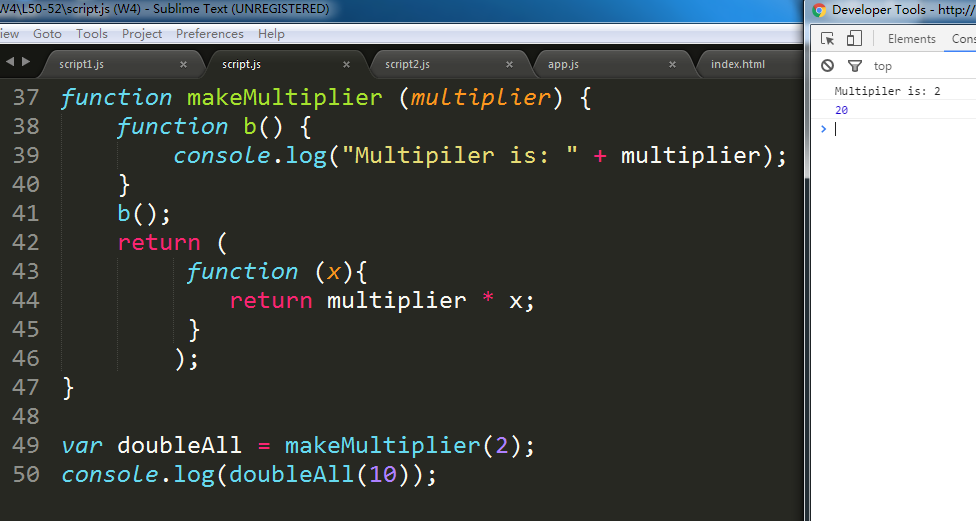 W4\L50-52\script.js (W4) - Sublime Text (UNREGISTERED)
Developer Tools - http://
iew Goto Tools Project Preferences Help
Elements Cons
script1.js × script.js × script2.js × app.js × index.html
top
37 function makeMultiplier (multiplier) {
38 function b() {
39 console.log("Multipiler is: " + multiplier);
40 }
41 b();
42 return (
43 function (x){
44 return multiplier * x;
45 }
46 );
47 }
48
49 var doubleAll = makeMultiplier(2);
50 console.log(doubleAll(10));
Multipiler is: 2
20
>